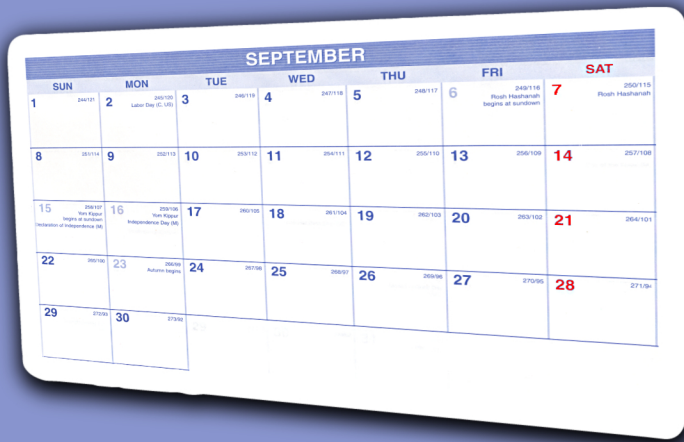 SEPTEMBER
SUN MON TUE WED THU FRI SAT
1 244/121
2 245/120
Labor Day (C, US)
3 246/119
4 247/118
5 248/117
6 249/116
Rosh Hashanah
begins at sundown
7 250/115
Rosh Hashanah
8 251/114
9 252/113
10 253/112
11 254/111
12 255/110
13 256/109
14 257/108
15 258/107
Yom Kippur
begins at sundown
Declaration of Independence (M)
16 259/106
Yom Kippur
Independence Day (M)
17 260/105
18 261/104
19 262/103
20 263/102
21 264/101
22 265/100
23 266/99
Autumn begins
24 267/98
25 268/97
26 269/96
27 270/95
28 271/9
29 272/93
30 273/92